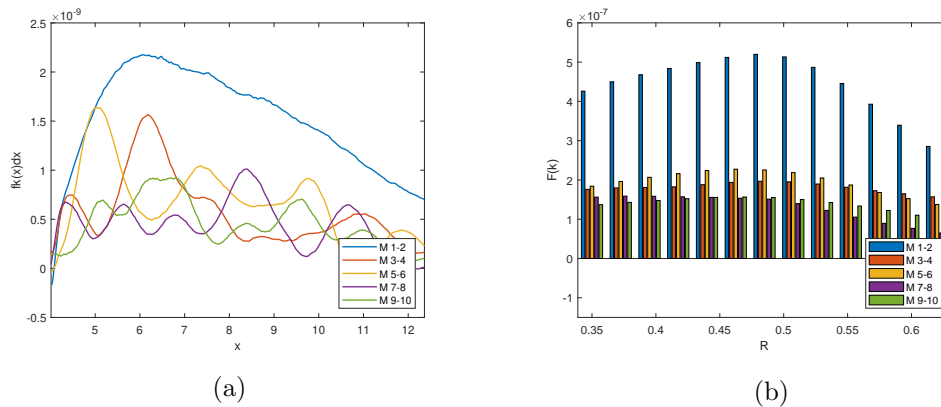 ×10⁻⁹
2.5
2
1.5
1
0.5
0
-0.5
fk(x)dx
5 6 7 8 9 10 11 12
x
M 1-2
M 3-4
M 5-6
M 7-8
M 9-10
(a)
×10⁻⁷
6
5
4
3
2
1
0
-1
F(k)
0.35 0.4 0.45 0.5 0.55 0.6
R
M 1-2
M 3-4
M 5-6
M 7-8
M 9-10
(b)